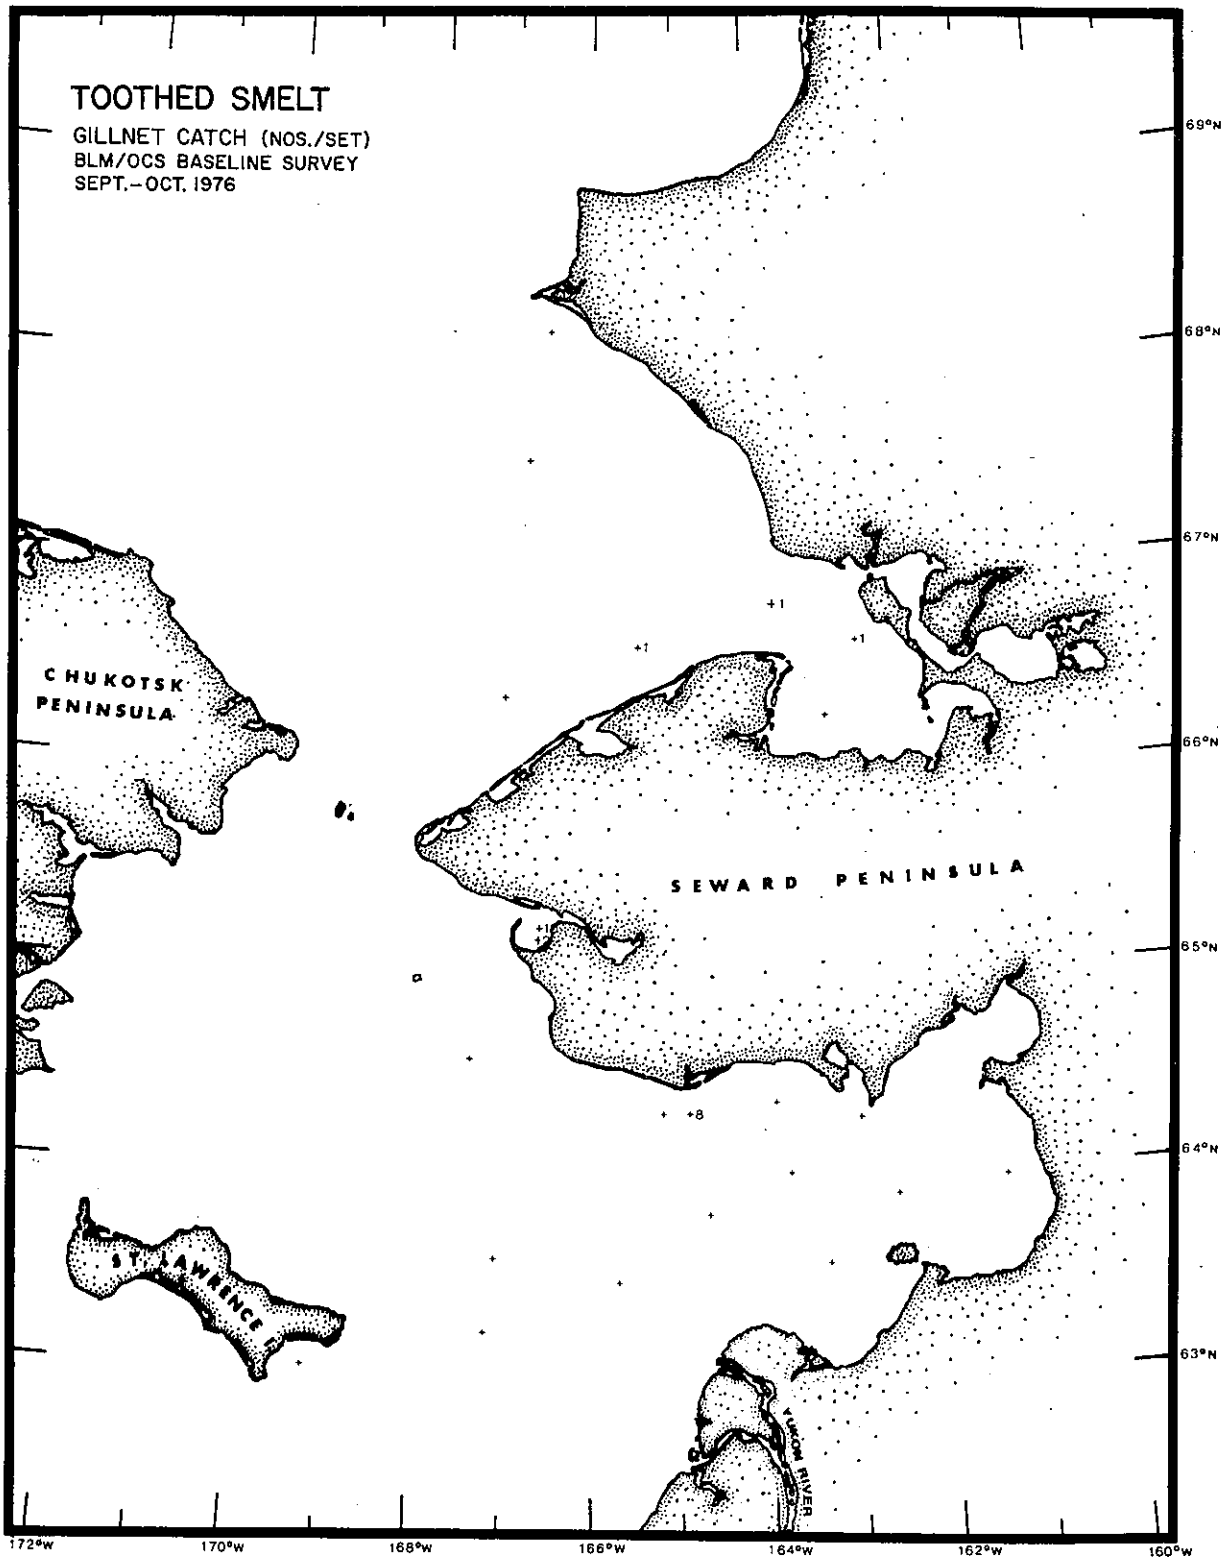 TOOTHED SMELT
GILLNET CATCH (NOS./SET)
BLM/OCS BASELINE SURVEY
SEPT.-OCT. 1976
69°N
68°N
67°N
+1
+1
+1
CHUKOTSK
PENINSULA
66°N
SEWARD PENINSULA
+1
65°N
+8
64°N
ST. LAWRENCE I.
63°N
YUKON RIVER
172°W
170°W
168°W
166°W
164°W
162°W
160°W